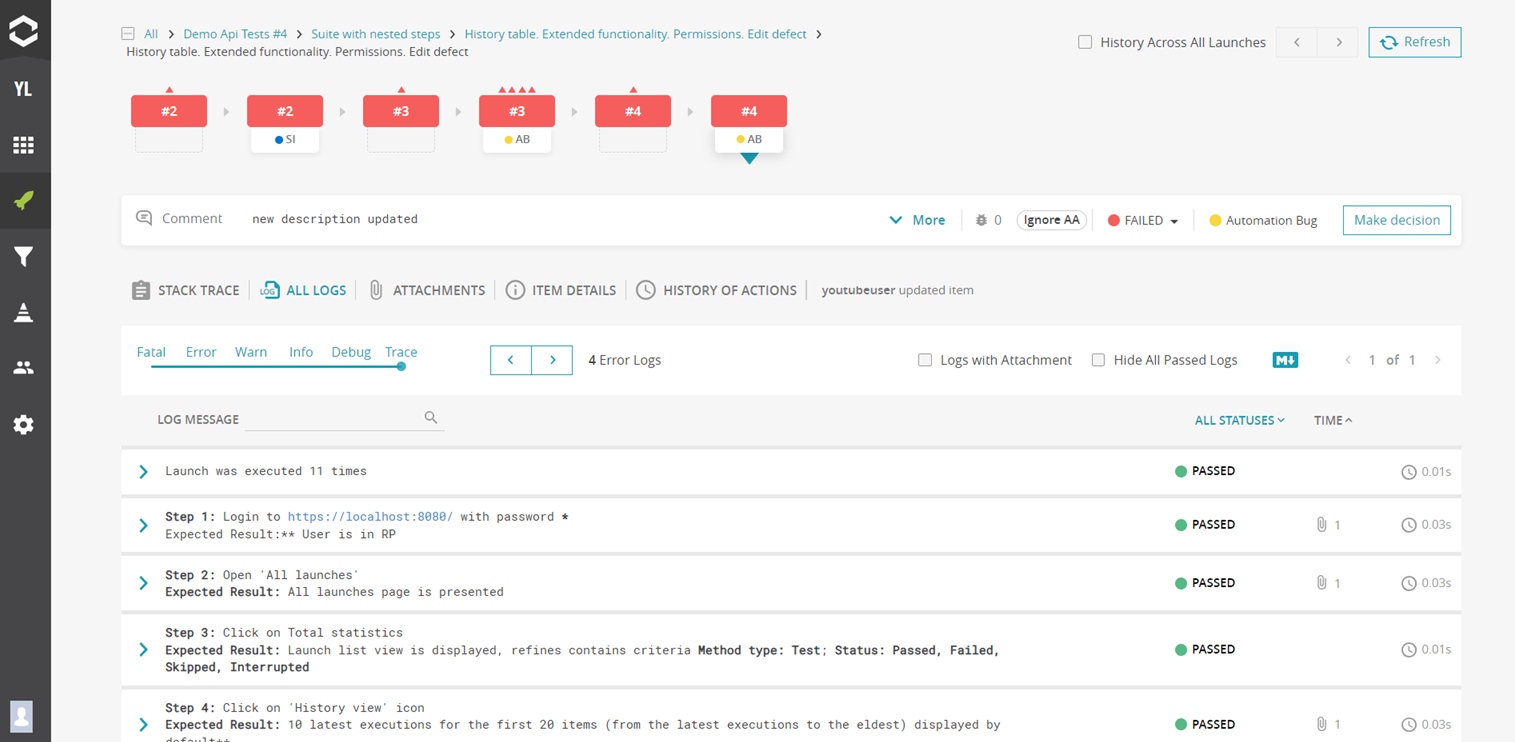 All > Demo Api Tests #4 > Suite with nested steps > History table. Extended functionality. Permissions. Edit defect >
History table. Extended functionality. Permissions. Edit defect
History Across All Launches
Refresh
YL
#2 #2 #3 #3 #4 #4
SI AB AB
Comment new description updated More 0 Ignore AA FAILED Automation Bug Make decision
STACK TRACE LOG ALL LOGS ATTACHMENTS ITEM DETAILS HISTORY OF ACTIONS youtubeuser updated item
Fatal Error Warn Info Debug Trace
4 Error Logs Logs with Attachment Hide All Passed Logs M 1 of 1
LOG MESSAGE ALL STATUSES TIME
Launch was executed 11 times PASSED 0.01s
Step 1: Login to https://localhost:8080/ with password *
Expected Result:** User is in RP
PASSED 1 0.03s
Step 2: Open 'All launches'
Expected Result: All launches page is presented
PASSED 1 0.03s
Step 3: Click on Total statistics
Expected Result: Launch list view is displayed, refines contains criteria Method type: Test; Status: Passed, Failed,
Skipped, Interrupted
PASSED 0.01s
Step 4: Click on 'History view' icon
Expected Result: 10 latest executions for the first 20 items (from the latest executions to the eldest) displayed by
default**
PASSED 1 0.03s